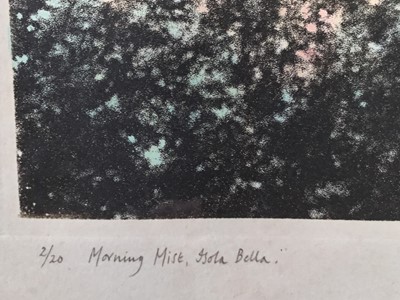 2/20 Morning Mist, Isola Bella."